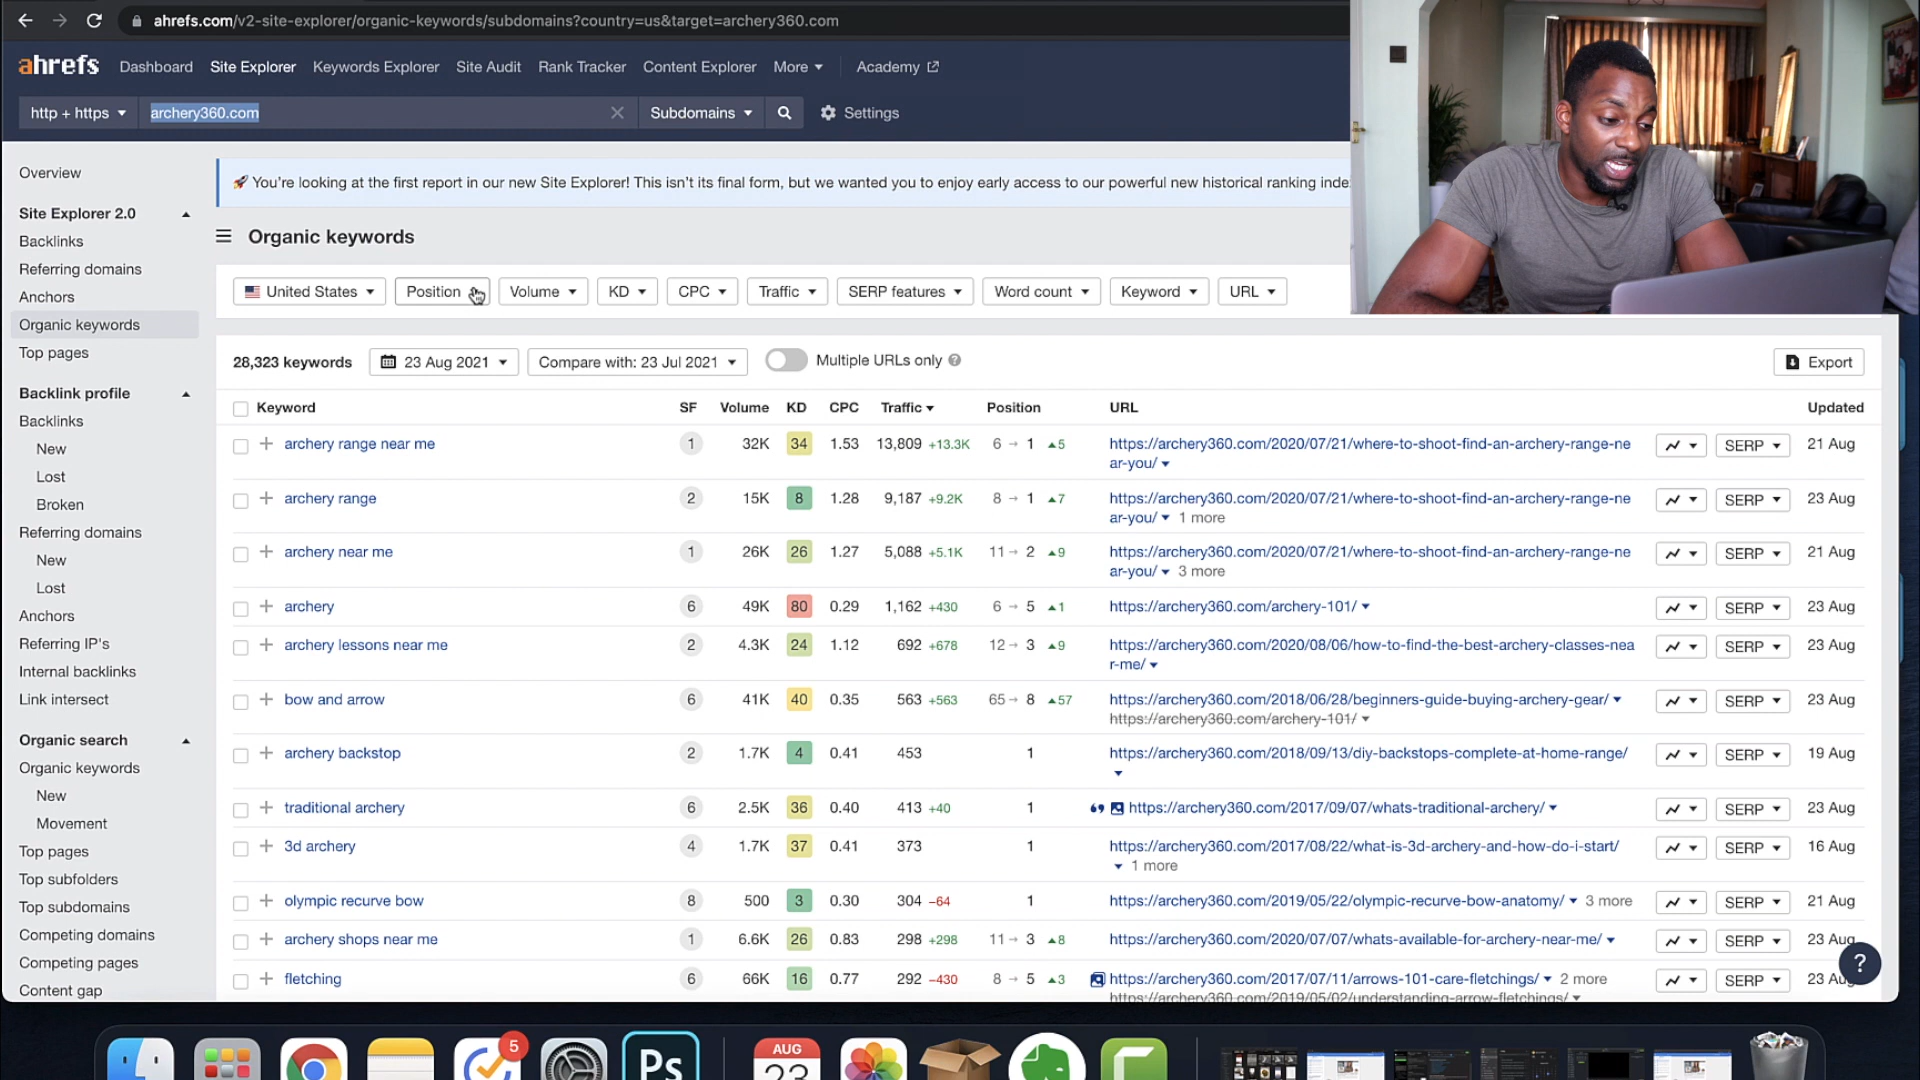 ahrefs.com/v2-site-explorer/organic-keywords/subdomains?country=us&target=archery360.com
ahrefs Dashboard Site Explorer Keywords Explorer Site Audit Rank Tracker Content Explorer More Academy
http + https archery360.com Subdomains Settings
Overview
Site Explorer 2.0
Backlinks
Referring domains
Anchors
Organic keywords
Top pages
Backlink profile
Backlinks
New
Lost
Broken
Referring domains
New
Lost
Anchors
Referring IP's
Internal backlinks
Link intersect
Organic search
Organic keywords
New
Movement
Top pages
Top subfolders
Top subdomains
Competing domains
Competing pages
Content gap
You're looking at the first report in our new Site Explorer! This isn't its final form, but we wanted you to enjoy early access to our powerful new historical ranking inde
Organic keywords
United States Position Volume KD CPC Traffic SERP features Word count Keyword URL
28,323 keywords 23 Aug 2021 Compare with: 23 Jul 2021 Multiple URLs only Export
Keyword SF Volume KD CPC Traffic Position URL Updated
archery range near me 1 32K 34 1.53 13,809 +13.3K 6 → 1 ▲5 https://archery360.com/2020/07/21/where-to-shoot-find-an-archery-range-ne SERP 21 Aug
ar-you/
archery range 2 15K 8 1.28 9,187 +9.2K 8 → 1 ▲7 https://archery360.com/2020/07/21/where-to-shoot-find-an-archery-range-ne SERP 23 Aug
ar-you/ 1 more
archery near me 1 26K 26 1.27 5,088 +5.1K 11 → 2 ▲9 https://archery360.com/2020/07/21/where-to-shoot-find-an-archery-range-ne SERP 21 Aug
ar-you/ 3 more
archery 6 49K 80 0.29 1,162 +430 6 → 5 ▲1 https://archery360.com/archery-101/ SERP 23 Aug
archery lessons near me 2 4.3K 24 1.12 692 +678 12 → 3 ▲9 https://archery360.com/2020/08/06/how-to-find-the-best-archery-classes-nea SERP 23 Aug
r-me/
bow and arrow 6 41K 40 0.35 563 +563 65 → 8 ▲57 https://archery360.com/2018/06/28/beginners-guide-buying-archery-gear/ SERP 23 Aug
https://archery360.com/archery-101/
archery backstop 2 1.7K 4 0.41 453 1 https://archery360.com/2018/09/13/diy-backstops-complete-at-home-range/ SERP 19 Aug
traditional archery 6 2.5K 36 0.40 413 +40 1 https://archery360.com/2017/09/07/whats-traditional-archery/ SERP 23 Aug
3d archery 4 1.7K 37 0.41 373 1 https://archery360.com/2017/08/22/what-is-3d-archery-and-how-do-i-start/ SERP 16 Aug
1 more
olympic recurve bow 8 500 3 0.30 304 −64 1 https://archery360.com/2019/05/22/olympic-recurve-bow-anatomy/ 3 more SERP 21 Aug
archery shops near me 1 6.6K 26 0.83 298 +298 11 → 3 ▲8 https://archery360.com/2020/07/07/whats-available-for-archery-near-me/ SERP 23 Aug
fletching 6 66K 16 0.77 292 −430 8 → 5 ▲3 https://archery360.com/2017/07/11/arrows-101-care-fletchings/ 2 more SERP 23 Aug
https://archery360.com/2019/05/02/understanding-arrow-fletchings/
?
5
Ps
AUG
23